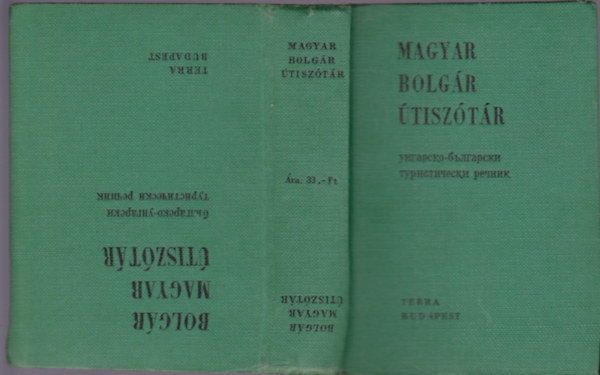 MAGYAR
BOLGÁR
ÚTISZÓTÁR
унгарско-български
туристически речник
TERRA
BUDAPEST
MAGYAR
BOLGÁR
ÚTISZÓTÁR
Ára: 33,-Ft
BOLGÁR
MAGYAR
ÚTISZÓTÁR
BOLGÁR
MAGYAR
ÚTISZÓTÁR
българско-унгарски
туристически речник
TERRA
BUDAPEST